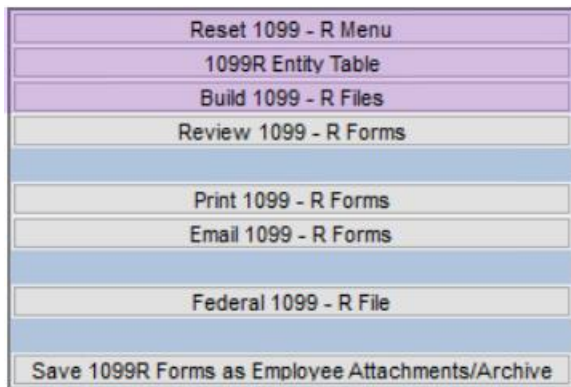 Reset 1099 - R Menu
1099R Entity Table
Build 1099 - R Files
Review 1099 - R Forms
Print 1099 - R Forms
Email 1099 - R Forms
Federal 1099 - R File
Save 1099R Forms as Employee Attachments/Archive